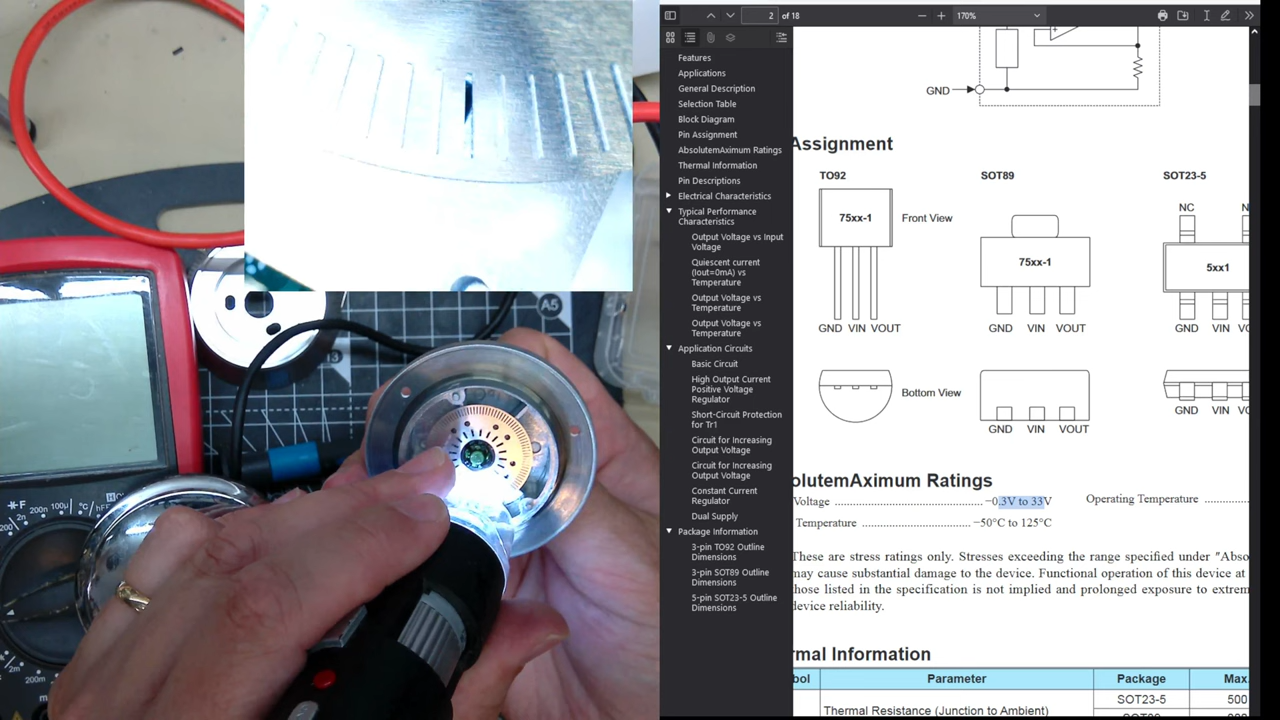 2
of 18
170%
Features
Applications
General Description
Selection Table
Block Diagram
Pin Assignment
AbsolutemAximum Ratings
Thermal Information
Pin Descriptions
Electrical Characteristics
Typical Performance
Characteristics
Output Voltage vs Input
Voltage
Quiescent current
(Iout=0mA) vs
Temperature
Output Voltage vs
Temperature
Output Voltage vs
Temperature
Application Circuits
Basic Circuit
High Output Current
Positive Voltage
Regulator
Short-Circuit Protection
for Tr1
Circuit for Increasing
Output Voltage
Circuit for Increasing
Output Voltage
Constant Current
Regulator
Dual Supply
Package Information
3-pin TO92 Outline
Dimensions
3-pin SOT89 Outline
Dimensions
5-pin SOT23-5 Outline
Dimensions
GND
Assignment
TO92
SOT89
SOT23-5
NC
N
75xx-1
Front View
75xx-1
5xx1
GND VIN VOUT
GND VIN VOUT
GND VIN VO
Bottom View
GND VIN VOUT
GND VIN VO
olutemAximum Ratings
Voltage −0.3V to 33V
Operating Temperature
Temperature −50°C to 125°C
These are stress ratings only. Stresses exceeding the range specified under "Abso
may cause substantial damage to the device. Functional operation of this device at
hose listed in the specification is not implied and prolonged exposure to extrem
device reliability.
rmal Information
bol Parameter Package Max.
Thermal Resistance (Junction to Ambient)
SOT23-5 500
A5
°F
°C
200
100
100µ
20m
2m